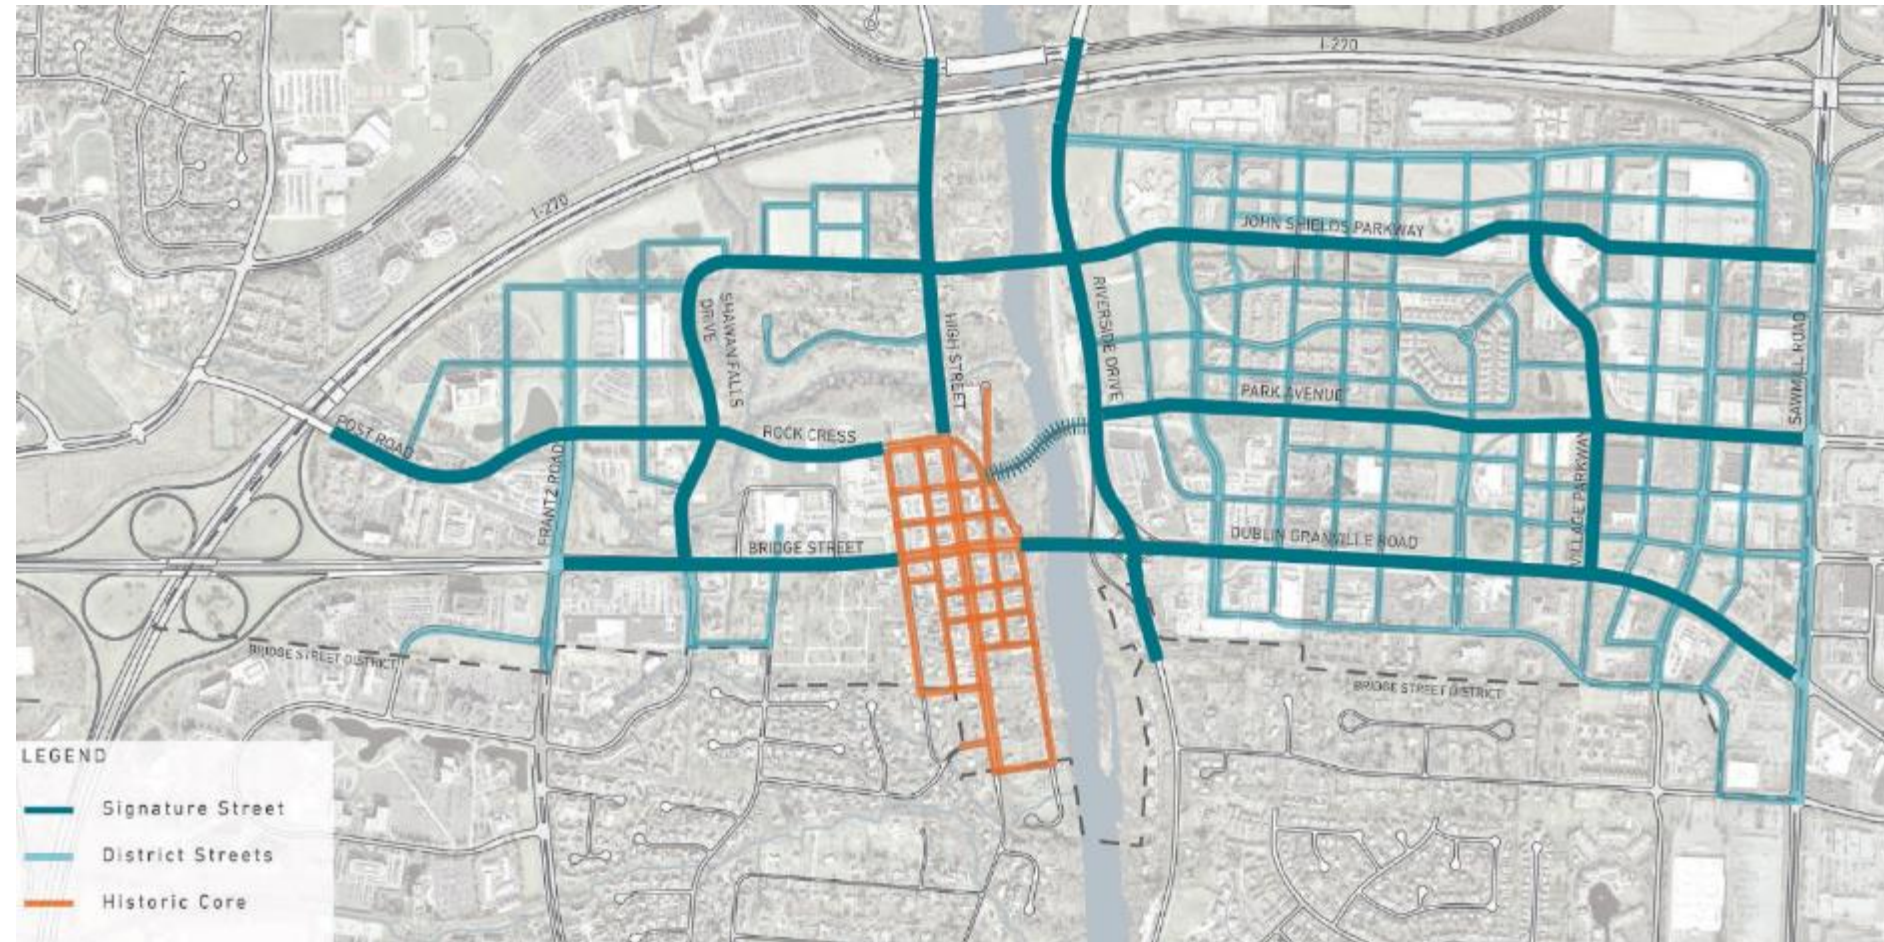 I-270
I-270
JOHN SHIELDS PARKWAY
SHAWAN FALLS
DRIVE
HIGH STREET
RIVERSIDE DRIVE
SAWMILL ROAD
PARK AVENUE
POST ROAD
ROCK CRESS
FRANTZ ROAD
VILLAGE PARKWAY
BRIDGE STREET
DUBLIN GRANVILLE ROAD
BRIDGE STREET DISTRICT
BRIDGE STREET DISTRICT
LEGEND
Signature Street
District Streets
Historic Core